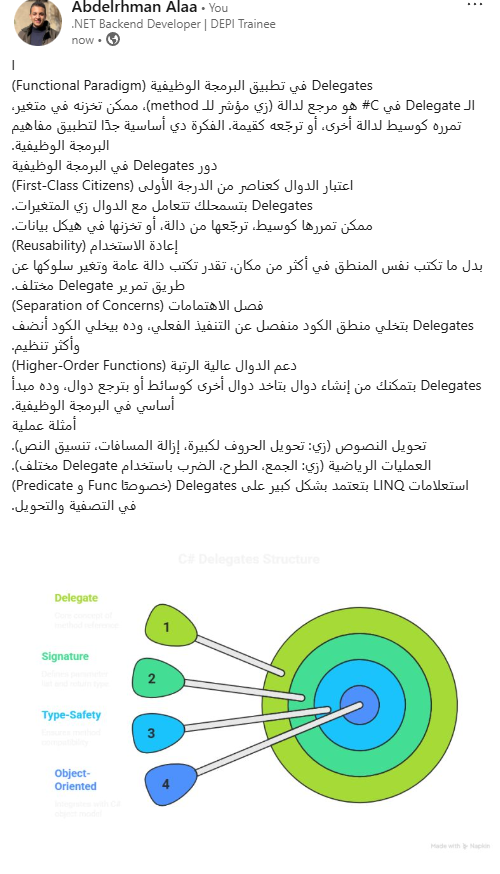 Abdelrhman Alaa • You
.NET Backend Developer | DEPI Trainee
now •
ا
Delegates في تطبيق البرمجة الوظيفية (Functional Paradigm)
الـ Delegate في C# هو مرجع لدالة (زي مؤشر للـ method)، ممكن تخزنه في متغير،
تمرره كوسيط لدالة أخرى، أو ترجّعه كقيمة. الفكرة دي أساسية جدًا لتطبيق مفاهيم
البرمجة الوظيفية.
دور Delegates في البرمجة الوظيفية
اعتبار الدوال كعناصر من الدرجة الأولى (First-Class Citizens)
Delegates بتسمحلك تتعامل مع الدوال زي المتغيرات.
ممكن تمررها كوسيط، ترجّعها من دالة، أو تخزنها في هيكل بيانات.
إعادة الاستخدام (Reusability)
بدل ما تكتب نفس المنطق في أكثر من مكان، تقدر تكتب دالة عامة وتغير سلوكها عن
طريق تمرير Delegate مختلف.
فصل الاهتمامات (Separation of Concerns)
Delegates بتخلي منطق الكود منفصل عن التنفيذ الفعلي، وده بيخلي الكود أنضف
وأكثر تنظيم.
دعم الدوال عالية الرتبة (Higher-Order Functions)
Delegates بتمكنك من إنشاء دوال بتاخد دوال أخرى كوسائط أو بترجع دوال، وده مبدأ
أساسي في البرمجة الوظيفية.
أمثلة عملية
تحويل النصوص (زي: تحويل الحروف لكبيرة، إزالة المسافات، تنسيق النص).
العمليات الرياضية (زي: الجمع، الطرح، الضرب باستخدام Delegate مختلف).
استعلامات LINQ بتعتمد بشكل كبير على Delegates (خصوصًا Func و Predicate)
في التصفية والتحويل.
C# Delegates Structure
Delegate
1
Signature
2
Type-Safety
3
Object-
Oriented
4
Made with Napkin